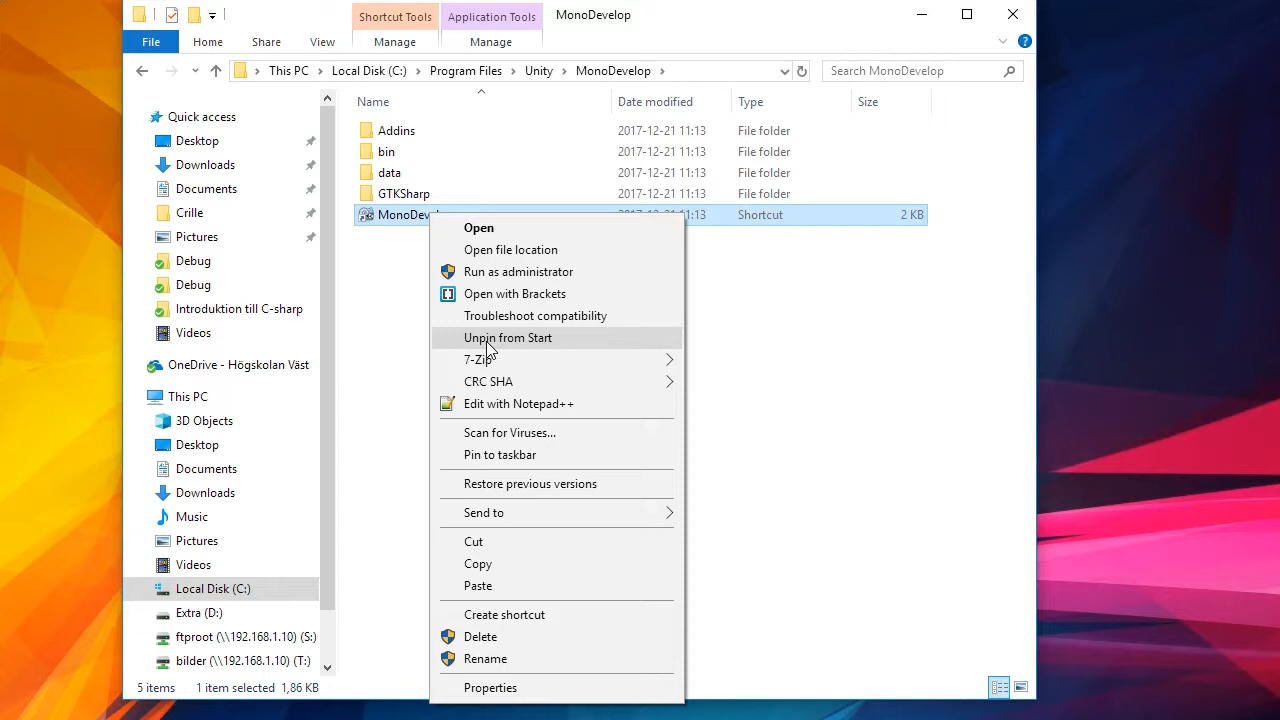 Shortcut Tools
Application Tools
MonoDevelop
File
Home
Share
View
Manage
Manage
This PC
Local Disk (C:)
Program Files
Unity
MonoDevelop
Search MonoDevelop
Name
Date modified
Type
Size
Addins
2017-12-21 11:13
File folder
bin
2017-12-21 11:13
File folder
data
2017-12-21 11:13
File folder
GTKSharp
2017-12-21 11:13
File folder
Shortcut
2 KB
Quick access
Desktop
Downloads
Documents
Crille
Pictures
Debug
Debug
Introduktion till C-sharp
Videos
OneDrive - Högskolan Väst
This PC
3D Objects
Desktop
Documents
Downloads
Music
Pictures
Videos
Local Disk (C:)
Extra (D:)
ftproot (\\192.168.1.10) (S:)
bilder (\\192.168.1.10) (T:)
Open
Open file location
Run as administrator
Open with Brackets
Troubleshoot compatibility
Unpin from Start
7-Zip
CRC SHA
Edit with Notepad++
Scan for Viruses...
Pin to taskbar
Restore previous versions
Send to
Cut
Copy
Paste
Create shortcut
Delete
Rename
Properties
5 items
1 item selected 1,86 KB